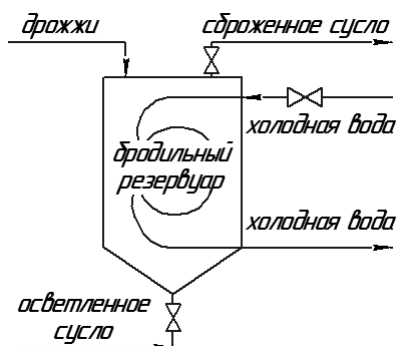 дрожжи
сброженное сусло
холодная вода
бродильный
резервуар
холодная вода
осветленное
сусло